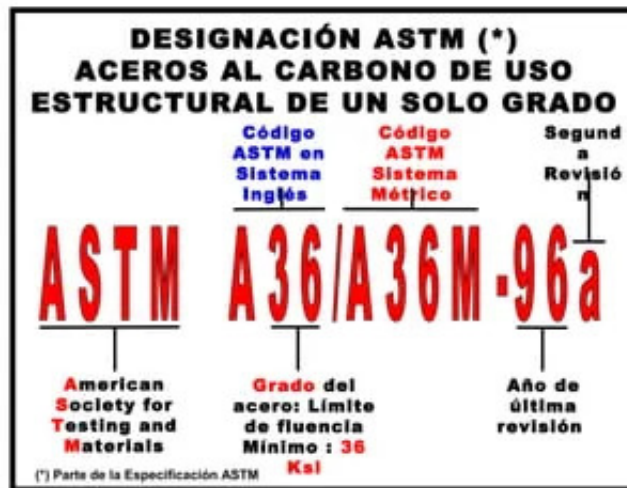 DESIGNACIÓN ASTM (*)
ACEROS AL CARBONO DE USO
ESTRUCTURAL DE UN SOLO GRADO
Código
ASTM en
Sistema
Inglés
Código
ASTM
Sistema
Métrico
Segund
a
Revisió
n
ASTM A36/A36M-96a
American
Society for
Testing and
Materials
Grado del
acero: Límite
de fluencia
Mínimo : 36
Ksi
Año de
última
revisión
(*) Parte de la Especificación ASTM